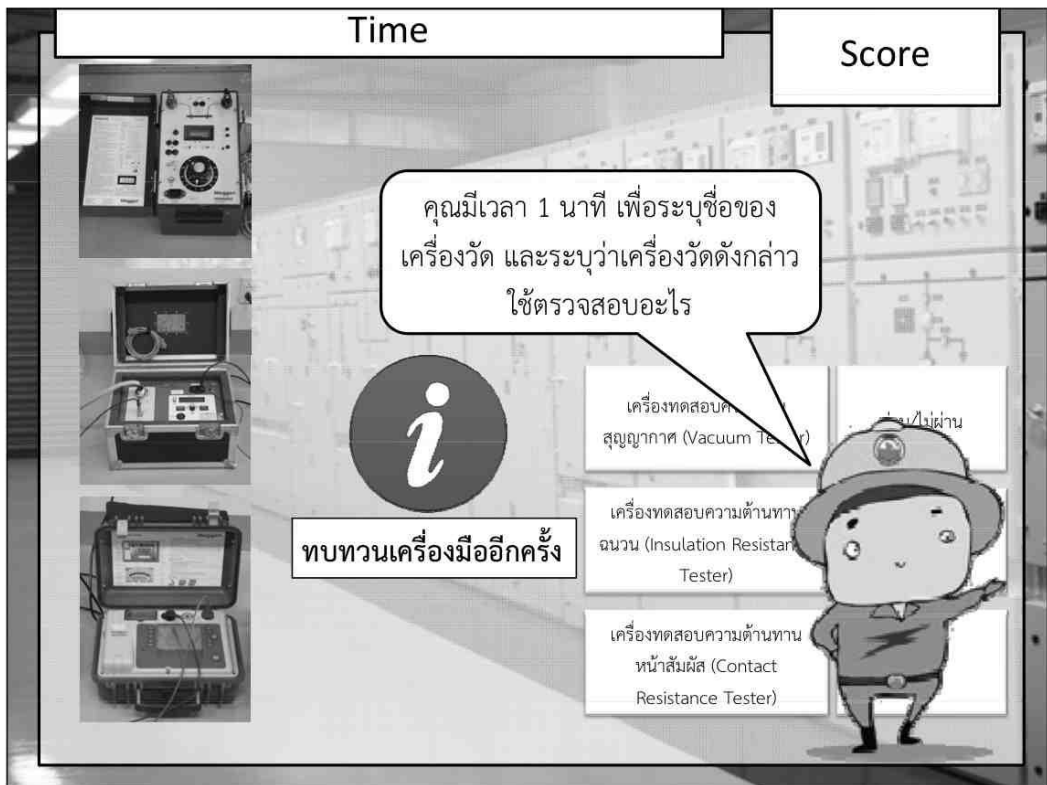 Time
Score
คุณมีเวลา 1 นาที เพื่อระบุชื่อของ
เครื่องวัด และระบุว่าเครื่องวัดดังกล่าว
ใช้ตรวจสอบอะไร
เครื่องทดสอบ
สุญญากาศ (Vacuum Tester)
/ไม่ผ่าน
ทบทวนเครื่องมืออีกครั้ง
เครื่องทดสอบความต้านทาน
ฉนวน (Insulation Resistan
Tester)
เครื่องทดสอบความต้านทาน
หน้าสัมผัส (Contact
Resistance Tester)